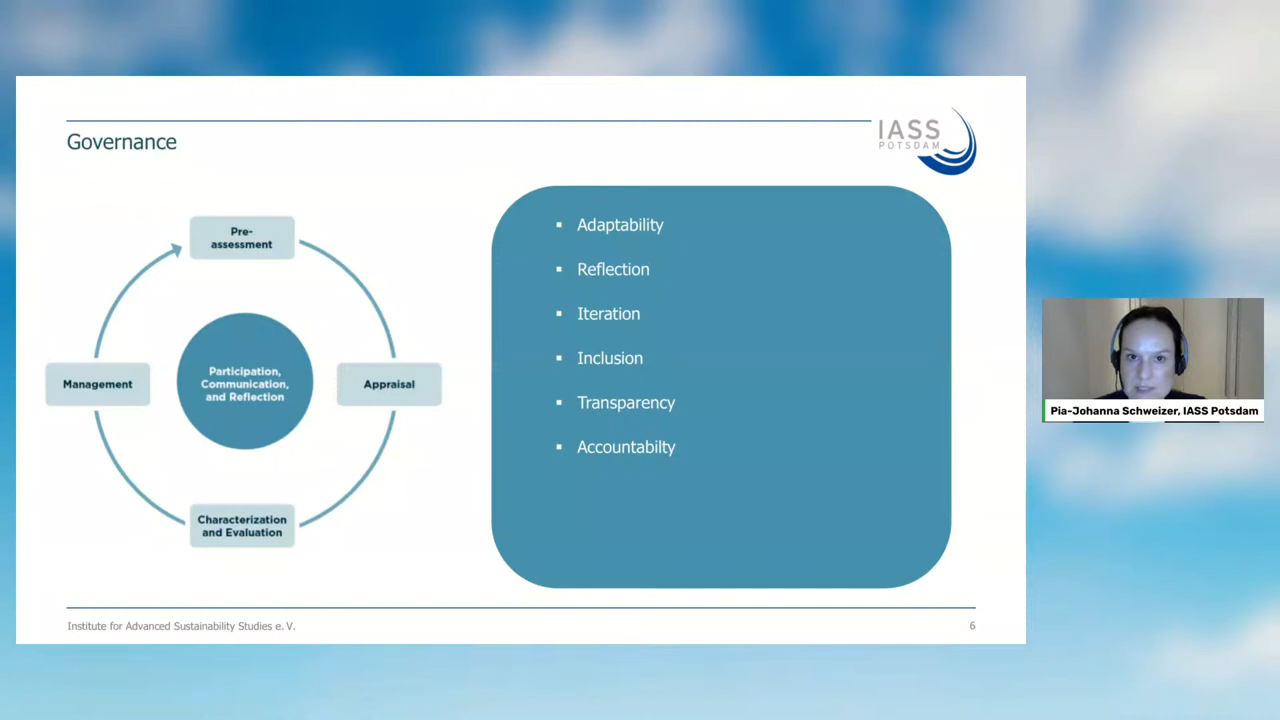 Governance
IASS
POTSDAM
Pre-
assessment
Management
Participation,
Communication,
and Reflection
Appraisal
Characterization
and Evaluation
▪ Adaptability
▪ Reflection
▪ Iteration
▪ Inclusion
▪ Transparency
▪ Accountabilty
Institute for Advanced Sustainability Studies e. V.
6
Pia-Johanna Schweizer, IASS Potsdam